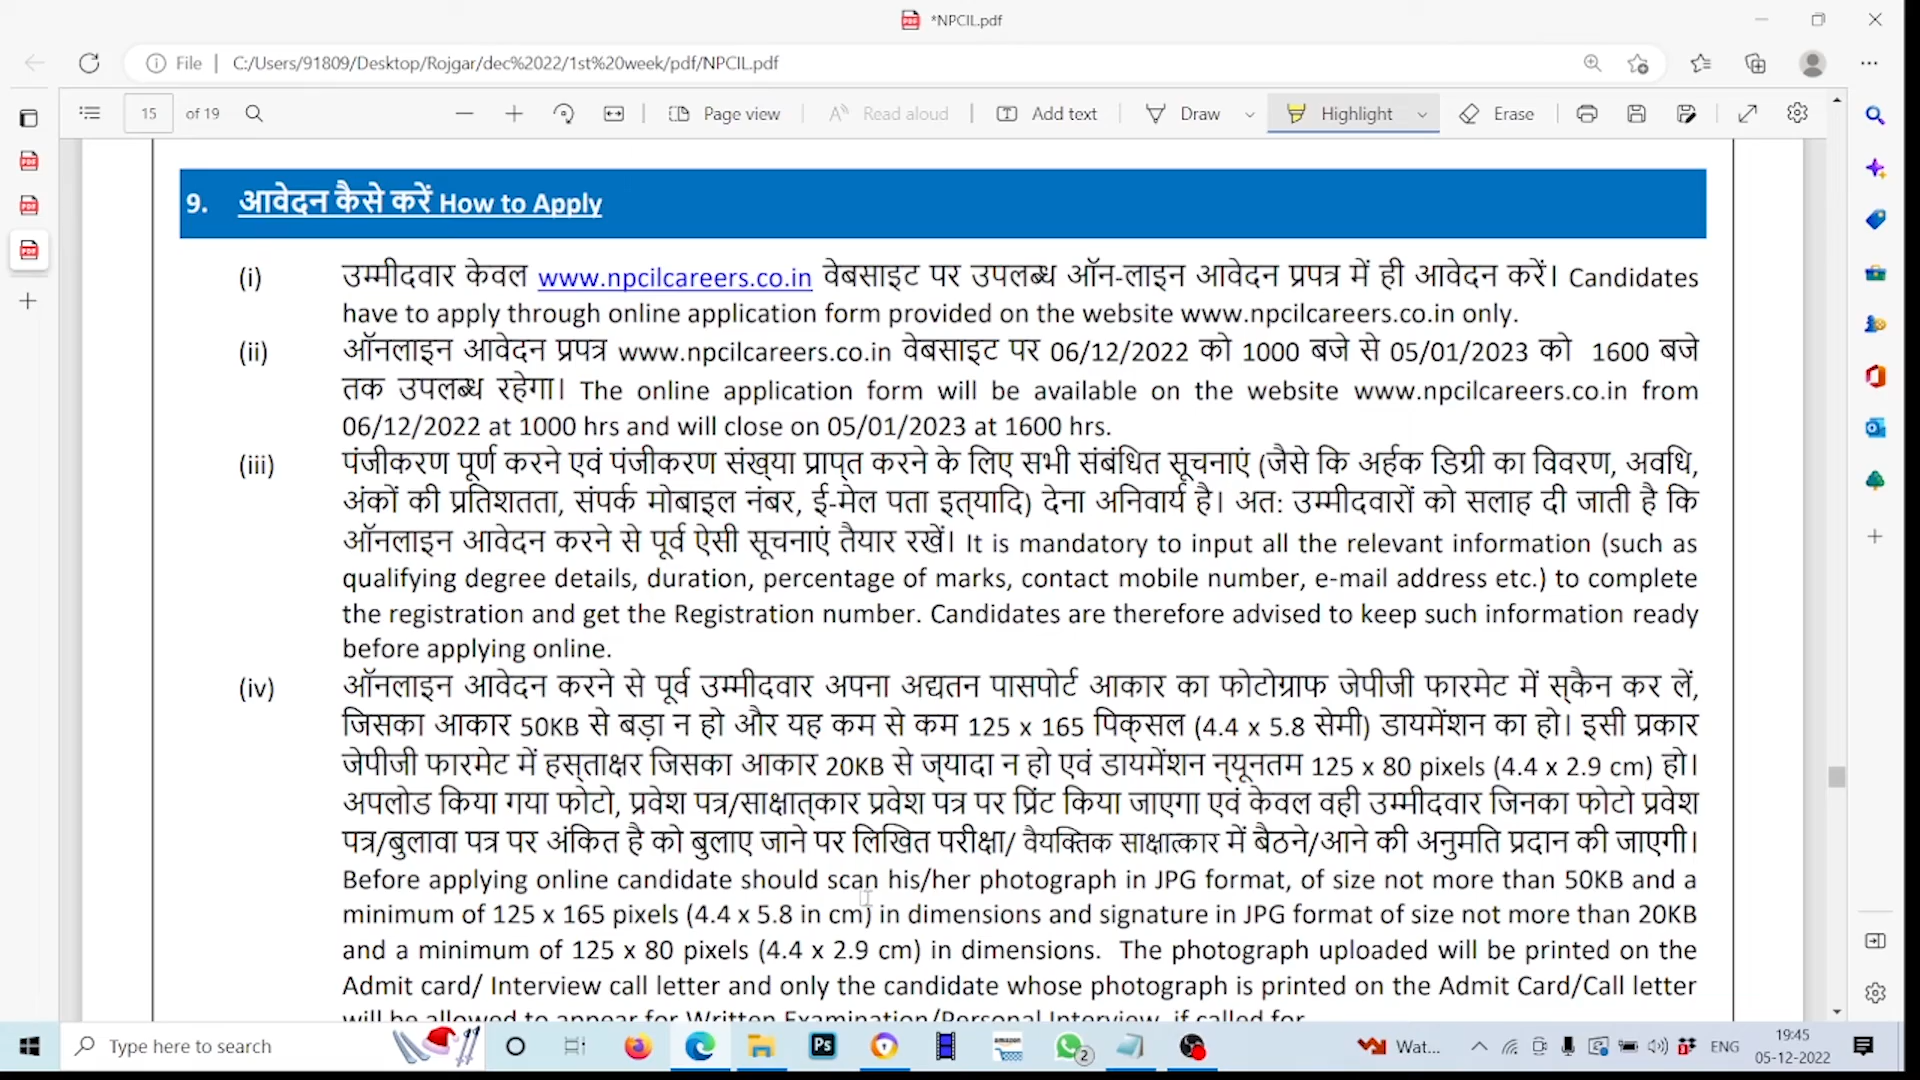 *NPCIL.pdf
File | C:/Users/91809/Desktop/Rojgar/dec%2022/1st%20week/pdf/NPCIL.pdf
15 of 19 Page view Read aloud Add text Draw Highlight Erase
9. आवेदन कैसे करें How to Apply
(i) उम्मीदवार केवल www.npcilcareers.co.in वेबसाइट पर उपलब्ध ऑन-लाइन आवेदन प्रपत्र में ही आवेदन करें। Candidates
have to apply through online application form provided on the website www.npcilcareers.co.in only.
(ii) ऑनलाइन आवेदन प्रपत्र www.npcilcareers.co.in वेबसाइट पर 06/12/2022 को 1000 बजे से 05/01/2023 को 1600 बजे
तक उपलब्ध रहेगा। The online application form will be available on the website www.npcilcareers.co.in from
06/12/2022 at 1000 hrs and will close on 05/01/2023 at 1600 hrs.
(iii) पंजीकरण पूर्ण करने एवं पंजीकरण संख्या प्राप्त करने के लिए सभी संबंधित सूचनाएं (जैसे कि अर्हक डिग्री का विवरण, अवधि,
अंकों की प्रतिशतता, संपर्क मोबाइल नंबर, ई-मेल पता इत्यादि) देना अनिवार्य है। अत: उम्मीदवारों को सलाह दी जाती है कि
ऑनलाइन आवेदन करने से पूर्व ऐसी सूचनाएं तैयार रखें। It is mandatory to input all the relevant information (such as
qualifying degree details, duration, percentage of marks, contact mobile number, e-mail address etc.) to complete
the registration and get the Registration number. Candidates are therefore advised to keep such information ready
before applying online.
(iv) ऑनलाइन आवेदन करने से पूर्व उम्मीदवार अपना अद्यतन पासपोर्ट आकार का फोटोग्राफ जेपीजी फारमेट में स्कैन कर लें,
जिसका आकार 50KB से बड़ा न हो और यह कम से कम 125 x 165 पिक्सल (4.4 x 5.8 सेमी) डायमेंशन का हो। इसी प्रकार
जेपीजी फारमेट में हस्ताक्षर जिसका आकार 20KB से ज्यादा न हो एवं डायमेंशन न्यूनतम 125 x 80 pixels (4.4 x 2.9 cm) हो।
अपलोड किया गया फोटो, प्रवेश पत्र/साक्षात्कार प्रवेश पत्र पर प्रिंट किया जाएगा एवं केवल वही उम्मीदवार जिनका फोटो प्रवेश
पत्र/बुलावा पत्र पर अंकित है को बुलाए जाने पर लिखित परीक्षा/ वैयक्तिक साक्षात्कार में बैठने/आने की अनुमति प्रदान की जाएगी।
Before applying online candidate should scan his/her photograph in JPG format, of size not more than 50KB and a
minimum of 125 x 165 pixels (4.4 x 5.8 in cm) in dimensions and signature in JPG format of size not more than 20KB
and a minimum of 125 x 80 pixels (4.4 x 2.9 cm) in dimensions. The photograph uploaded will be printed on the
Admit card/ Interview call letter and only the candidate whose photograph is printed on the Admit Card/Call letter
will be allowed to appear for Written Examination/Personal Interview, if called for
Type here to search Ps amazon 2 Wat... ENG 19:45
05-12-2022